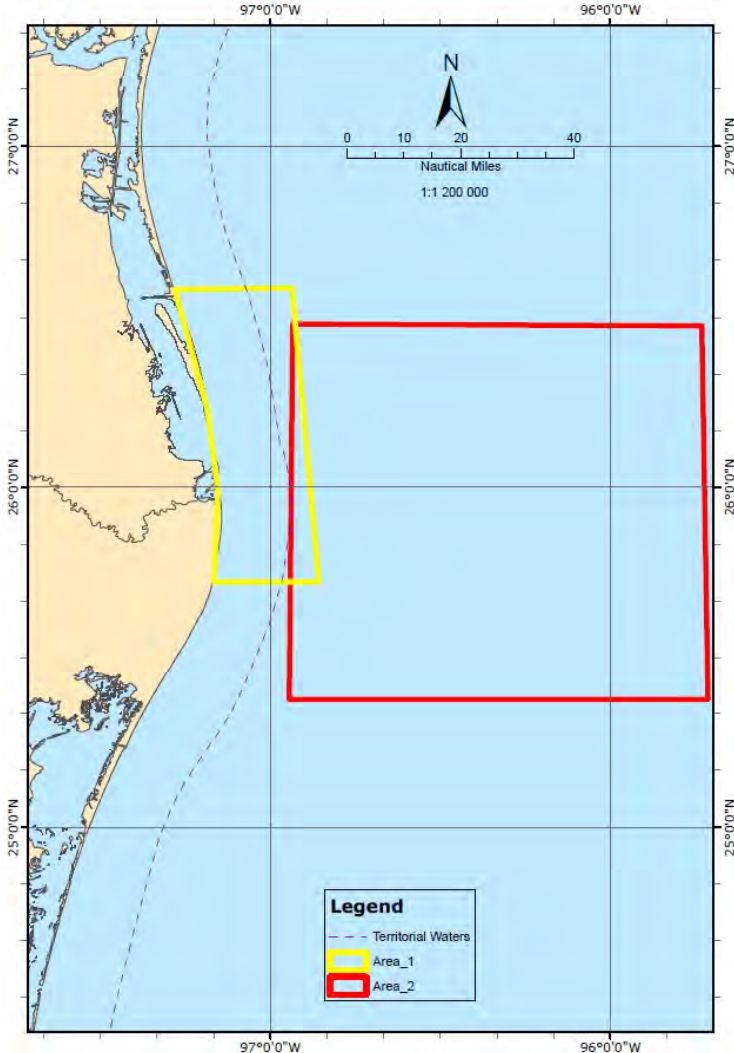 97°0'0"W 96°0'0"W
N
0 10 20 40
Nautical Miles
1:1 200 000
27°0'0"N 27°0'0"N
26°0'0"N 26°0'0"N
25°0'0"N 25°0'0"N
Legend
Territorial Waters
Area_1
Area_2
97°0'0"W 96°0'0"W